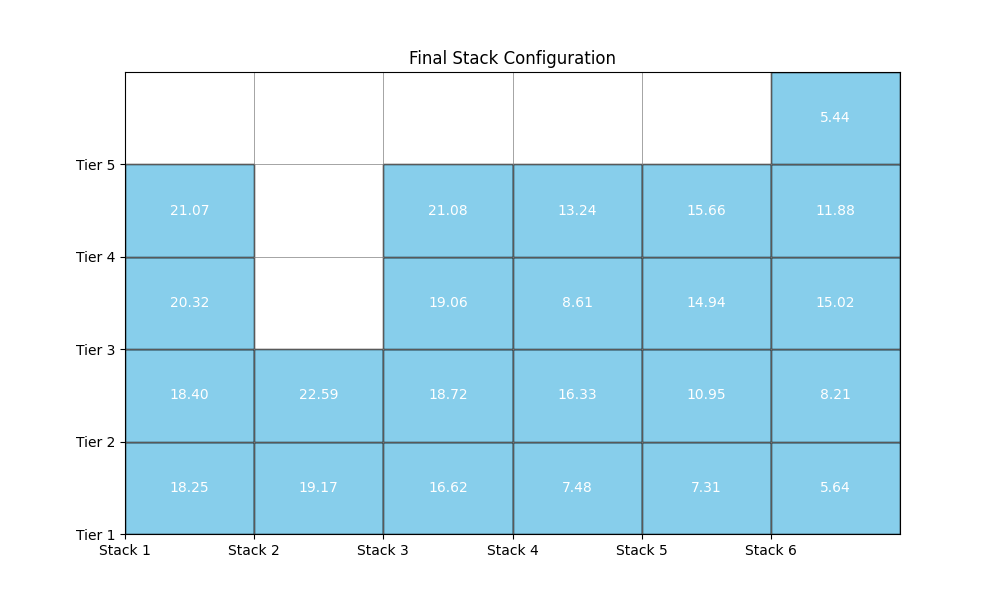 Final Stack Configuration
5.44
Tier 5
21.07 21.08 13.24 15.66 11.88
Tier 4
20.32 19.06 8.61 14.94 15.02
Tier 3
18.40 22.59 18.72 16.33 10.95 8.21
Tier 2
18.25 19.17 16.62 7.48 7.31 5.64
Tier 1
Stack 1 Stack 2 Stack 3 Stack 4 Stack 5 Stack 6